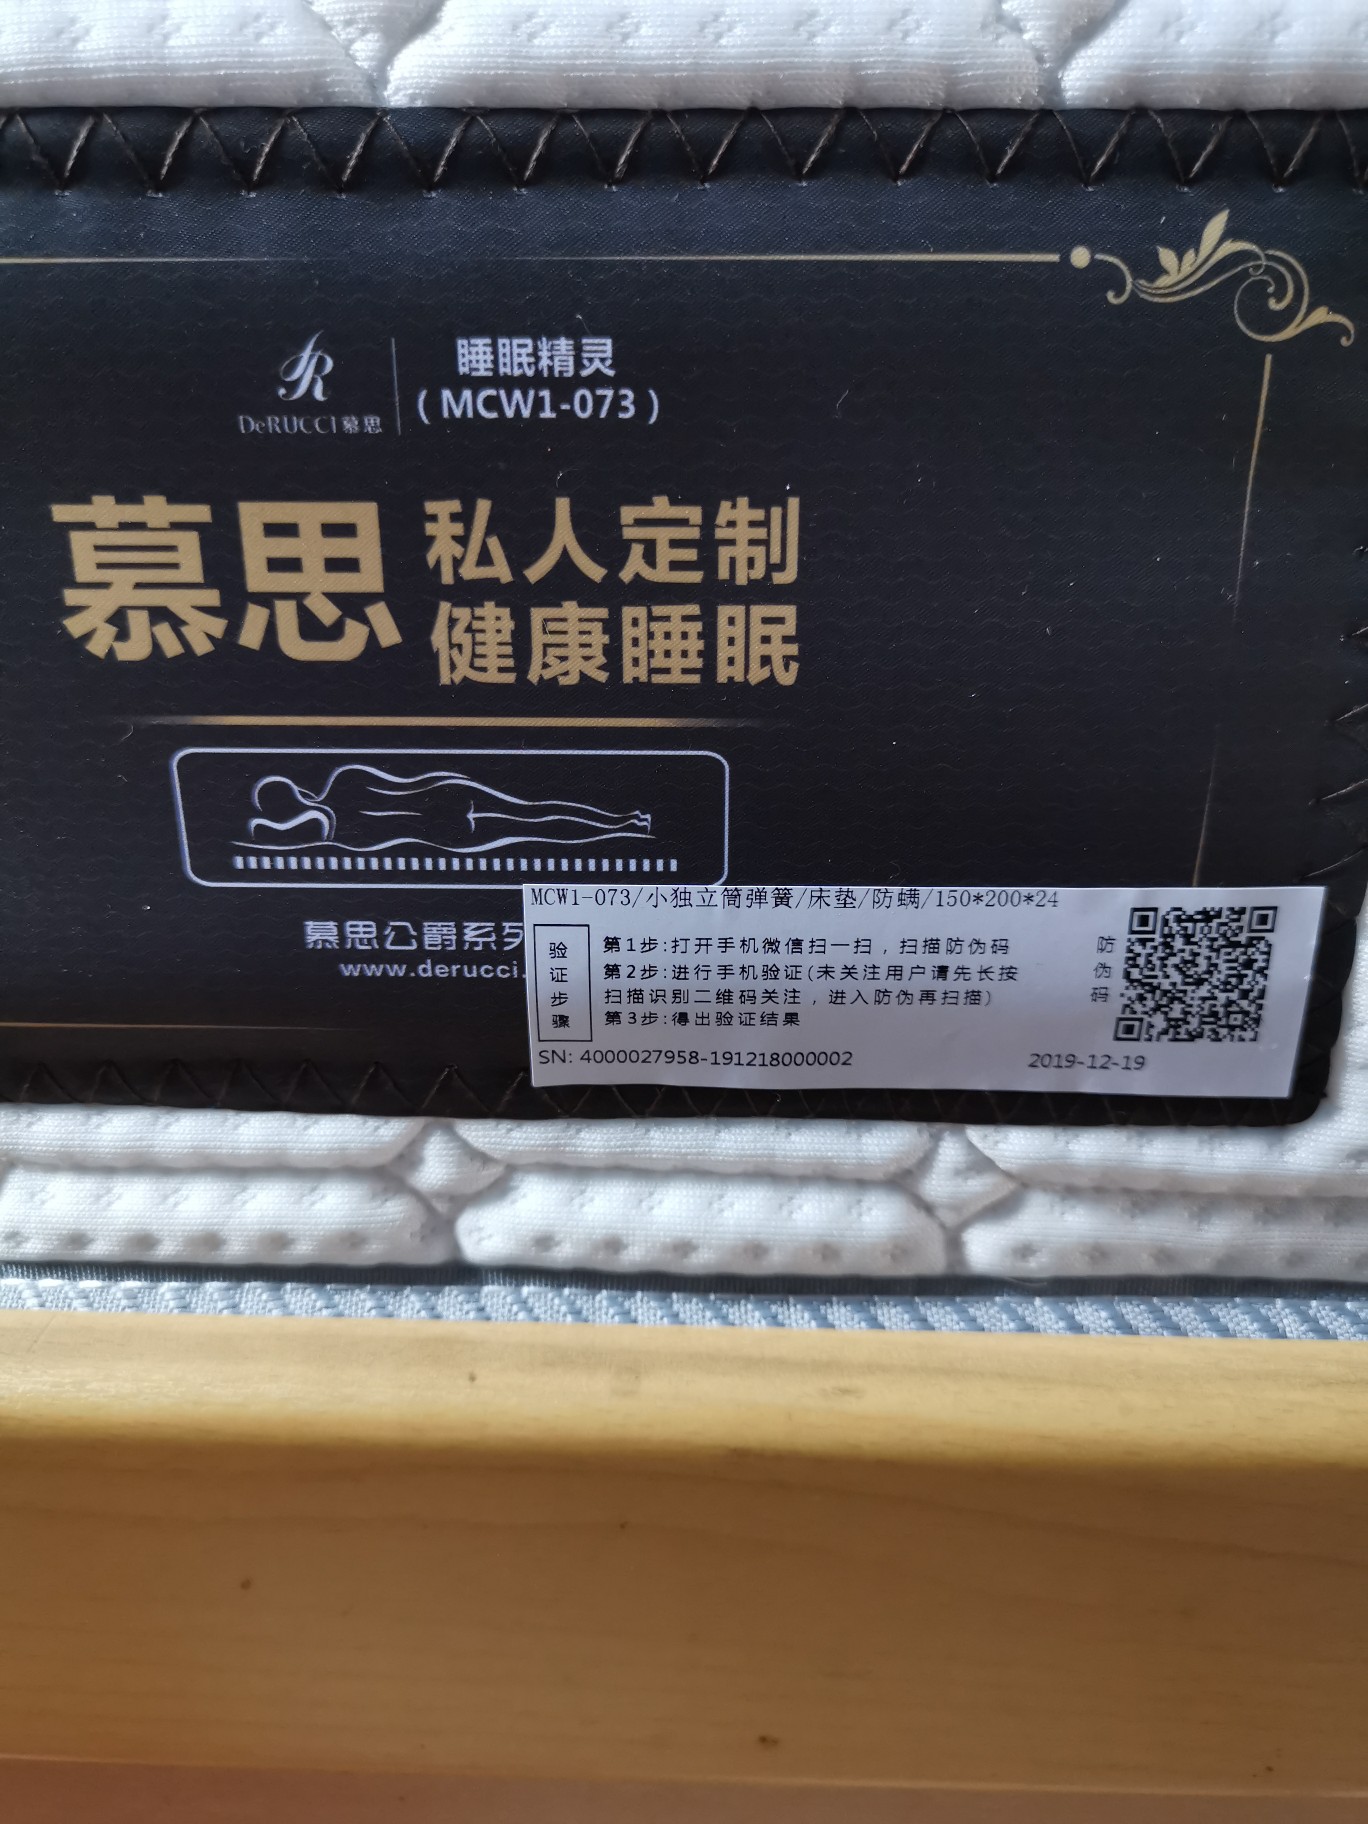 睡眠精灵
DeRUCCI慕思
(MCW1-073)
慕思
私人定制
健康睡眠
慕思公爵系列
www.derucci.
MCW1-073/小独立筒弹簧/床垫/防螨/150*200*24
验证步骤
第1步:打开手机微信扫一扫，扫描防伪码
第2步:进行手机验证(未关注用户请先长按
扫描识别二维码关注，进入防伪再扫描)
第3步:得出验证结果
防伪码
SN: 4000027958-191218000002
2019-12-19